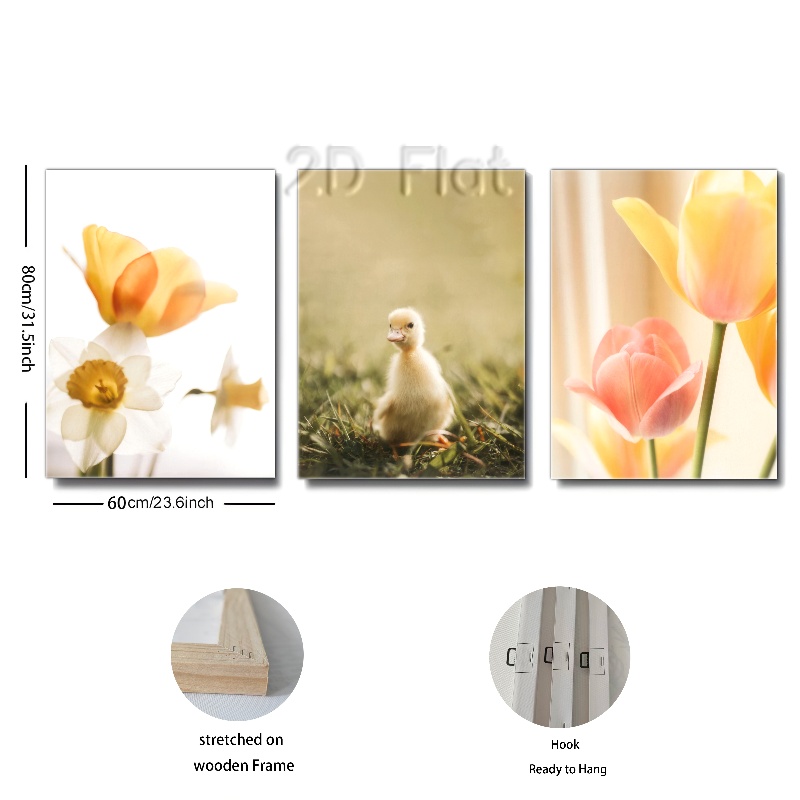 2D Flat
80cm/31.5inch
60cm/23.6inch
stretched on
wooden Frame
Hook
Ready to Hang